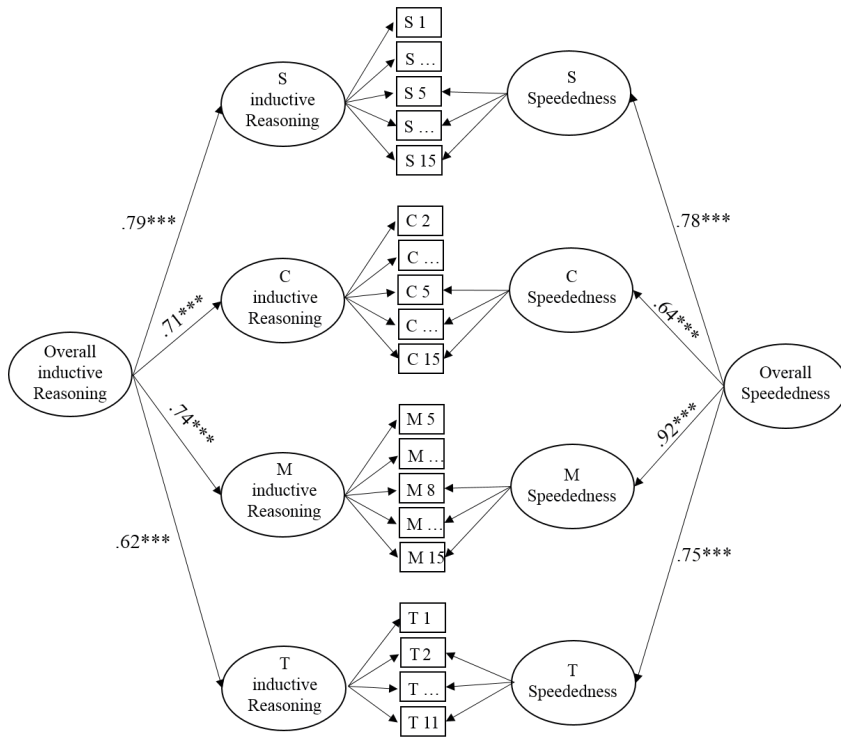 S
inductive
Reasoning
S 1
S ...
S 5
S ...
S 15
S
Speededness
.79***
.78***
C
inductive
Reasoning
C 2
C ...
C 5
C ...
C 15
C
Speededness
.71***
.64***
Overall
inductive
Reasoning
Overall
Speededness
.74***
.92***
M
inductive
Reasoning
M 5
M ...
M 8
M ...
M 15
M
Speededness
.62***
.75***
T
inductive
Reasoning
T 1
T 2
T ...
T 11
T
Speededness